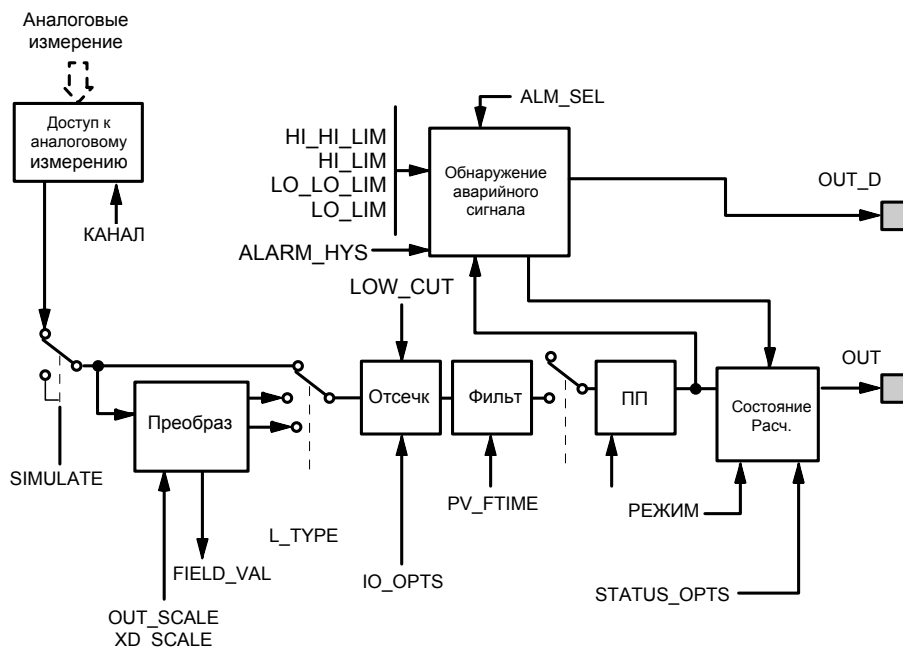 Аналоговые
измерение
Доступ к
аналоговому
измерению
КАНАЛ
ALM_SEL
HI_HI_LIM
HI_LIM
LO_LO_LIM
LO_LIM
ALARM_HYS
Обнаружение
аварийного
сигнала
OUT_D
LOW_CUT
OUT
Преобраз
Отсечк
Фильт
ПП
Состояние
Расч.
SIMULATE
L_TYPE
PV_FTIME
РЕЖИМ
FIELD_VAL
IO_OPTS
STATUS_OPTS
OUT_SCALE
XD_SCALE